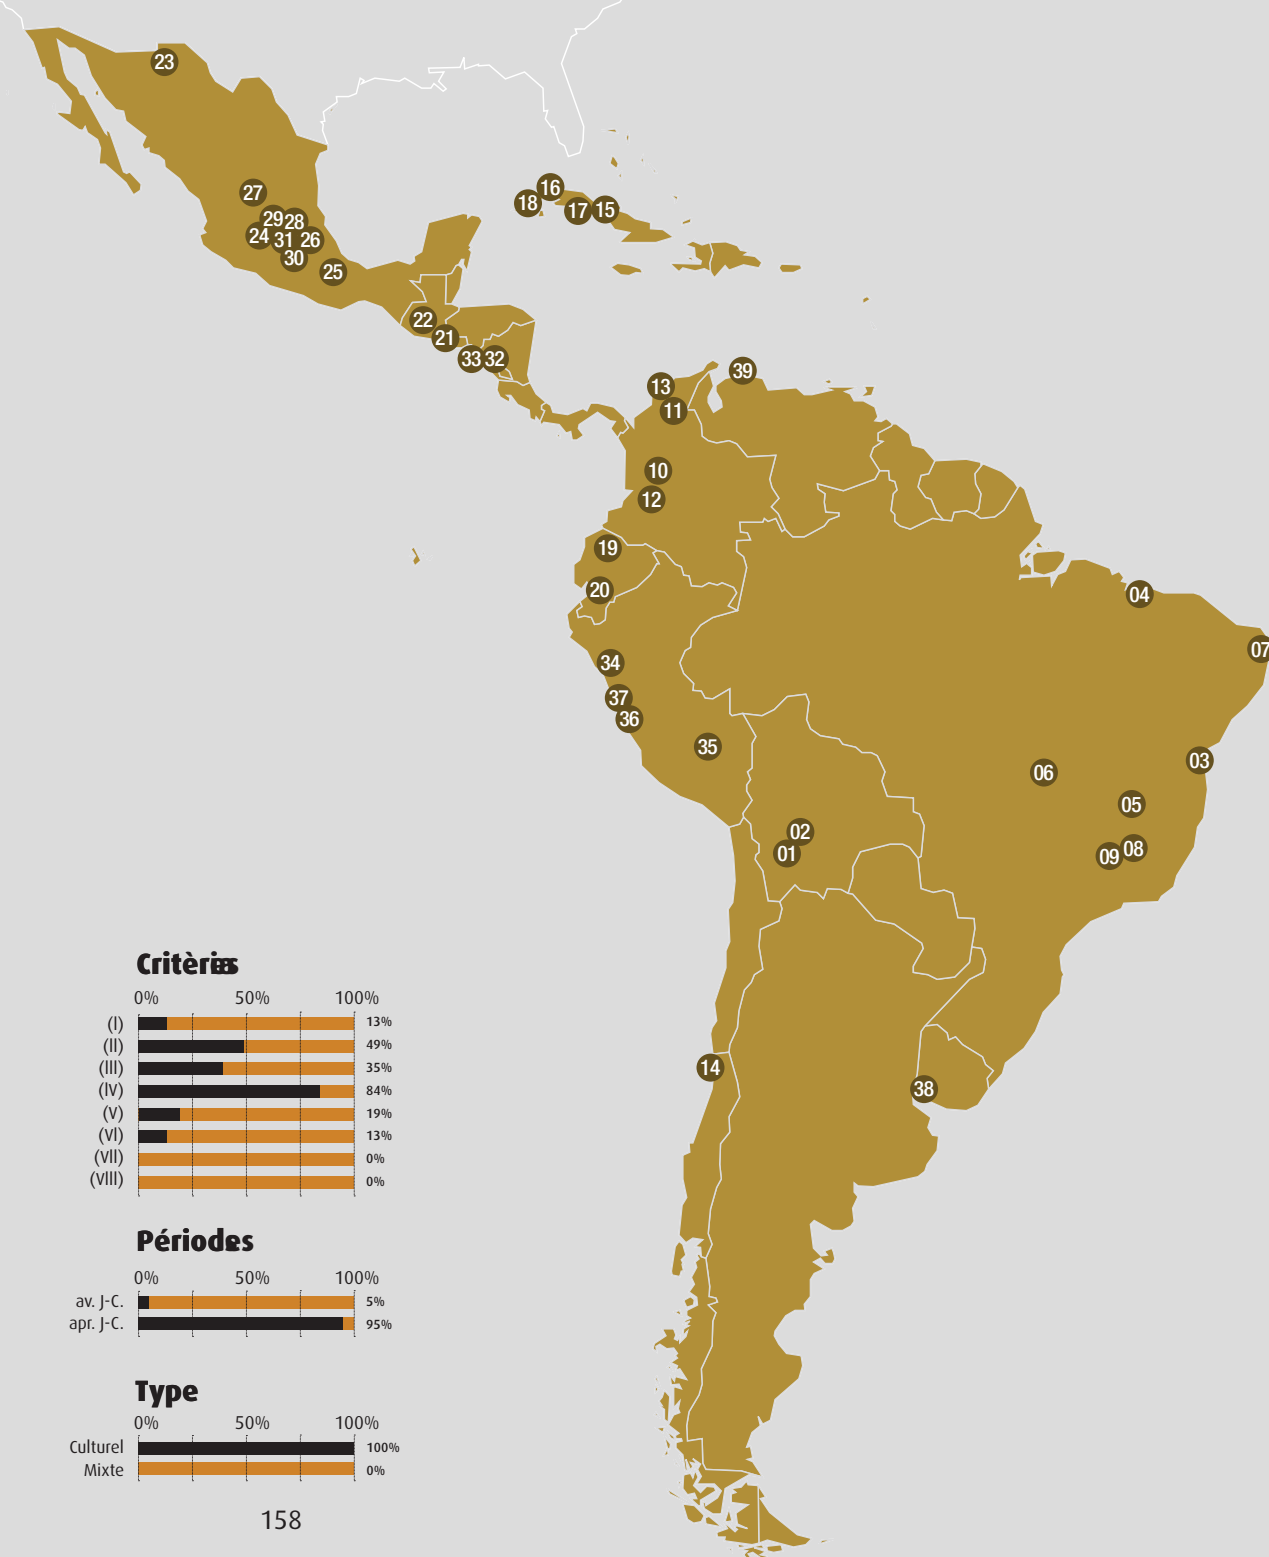 23
27
29 28
24 31 26
30
25
16
18 17 15
22
21
33 32
13 39
11
10
12
19
20
34
37
36
35
04
07
03
06
05
02
01
09 08
14
38
Critères
0% 50% 100%
(I) 13%
(II) 49%
(III) 35%
(IV) 84%
(V) 19%
(VI) 13%
(VII) 0%
(VIII) 0%
Périodes
0% 50% 100%
av. J-C. 5%
apr. J-C. 95%
Type
0% 50% 100%
Culturel 100%
Mixte 0%
158